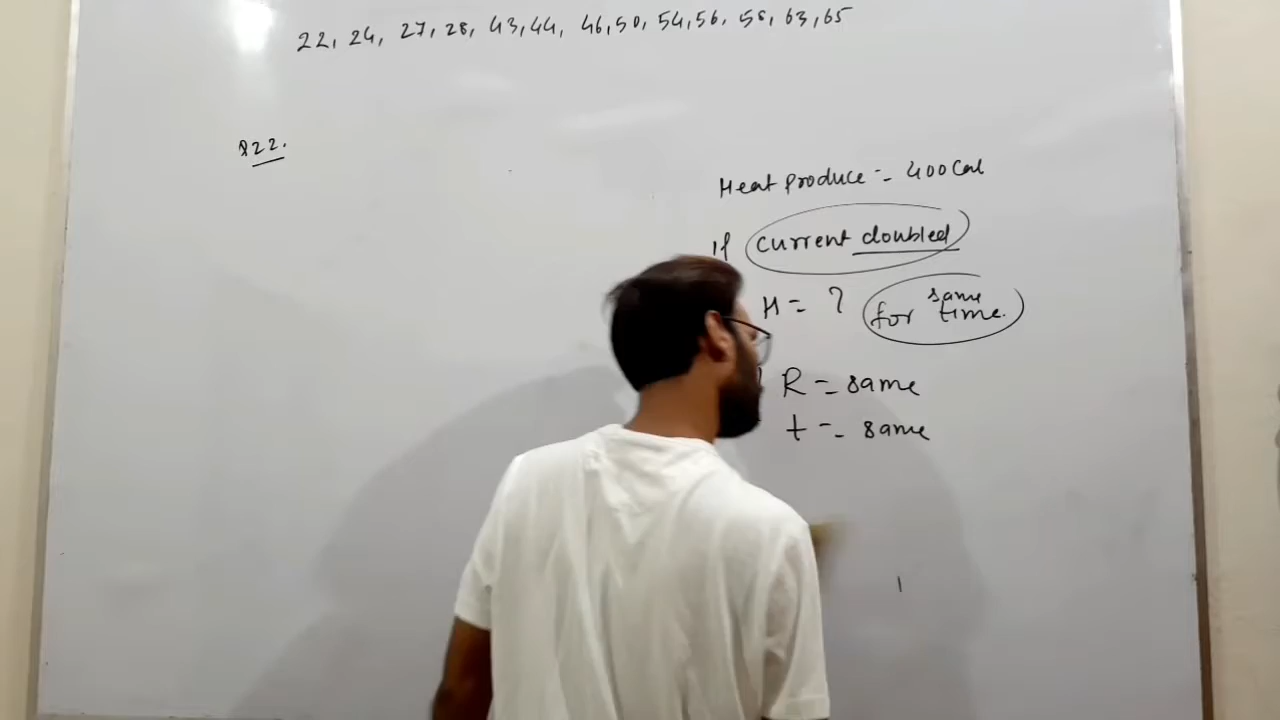 22, 24, 27, 28, 43, 44, 46, 50, 54, 56, 58, 63, 65
Q22.
Heat Produce = 400 Cal
If current doubled
H = ? for same time.
R = same
t = same